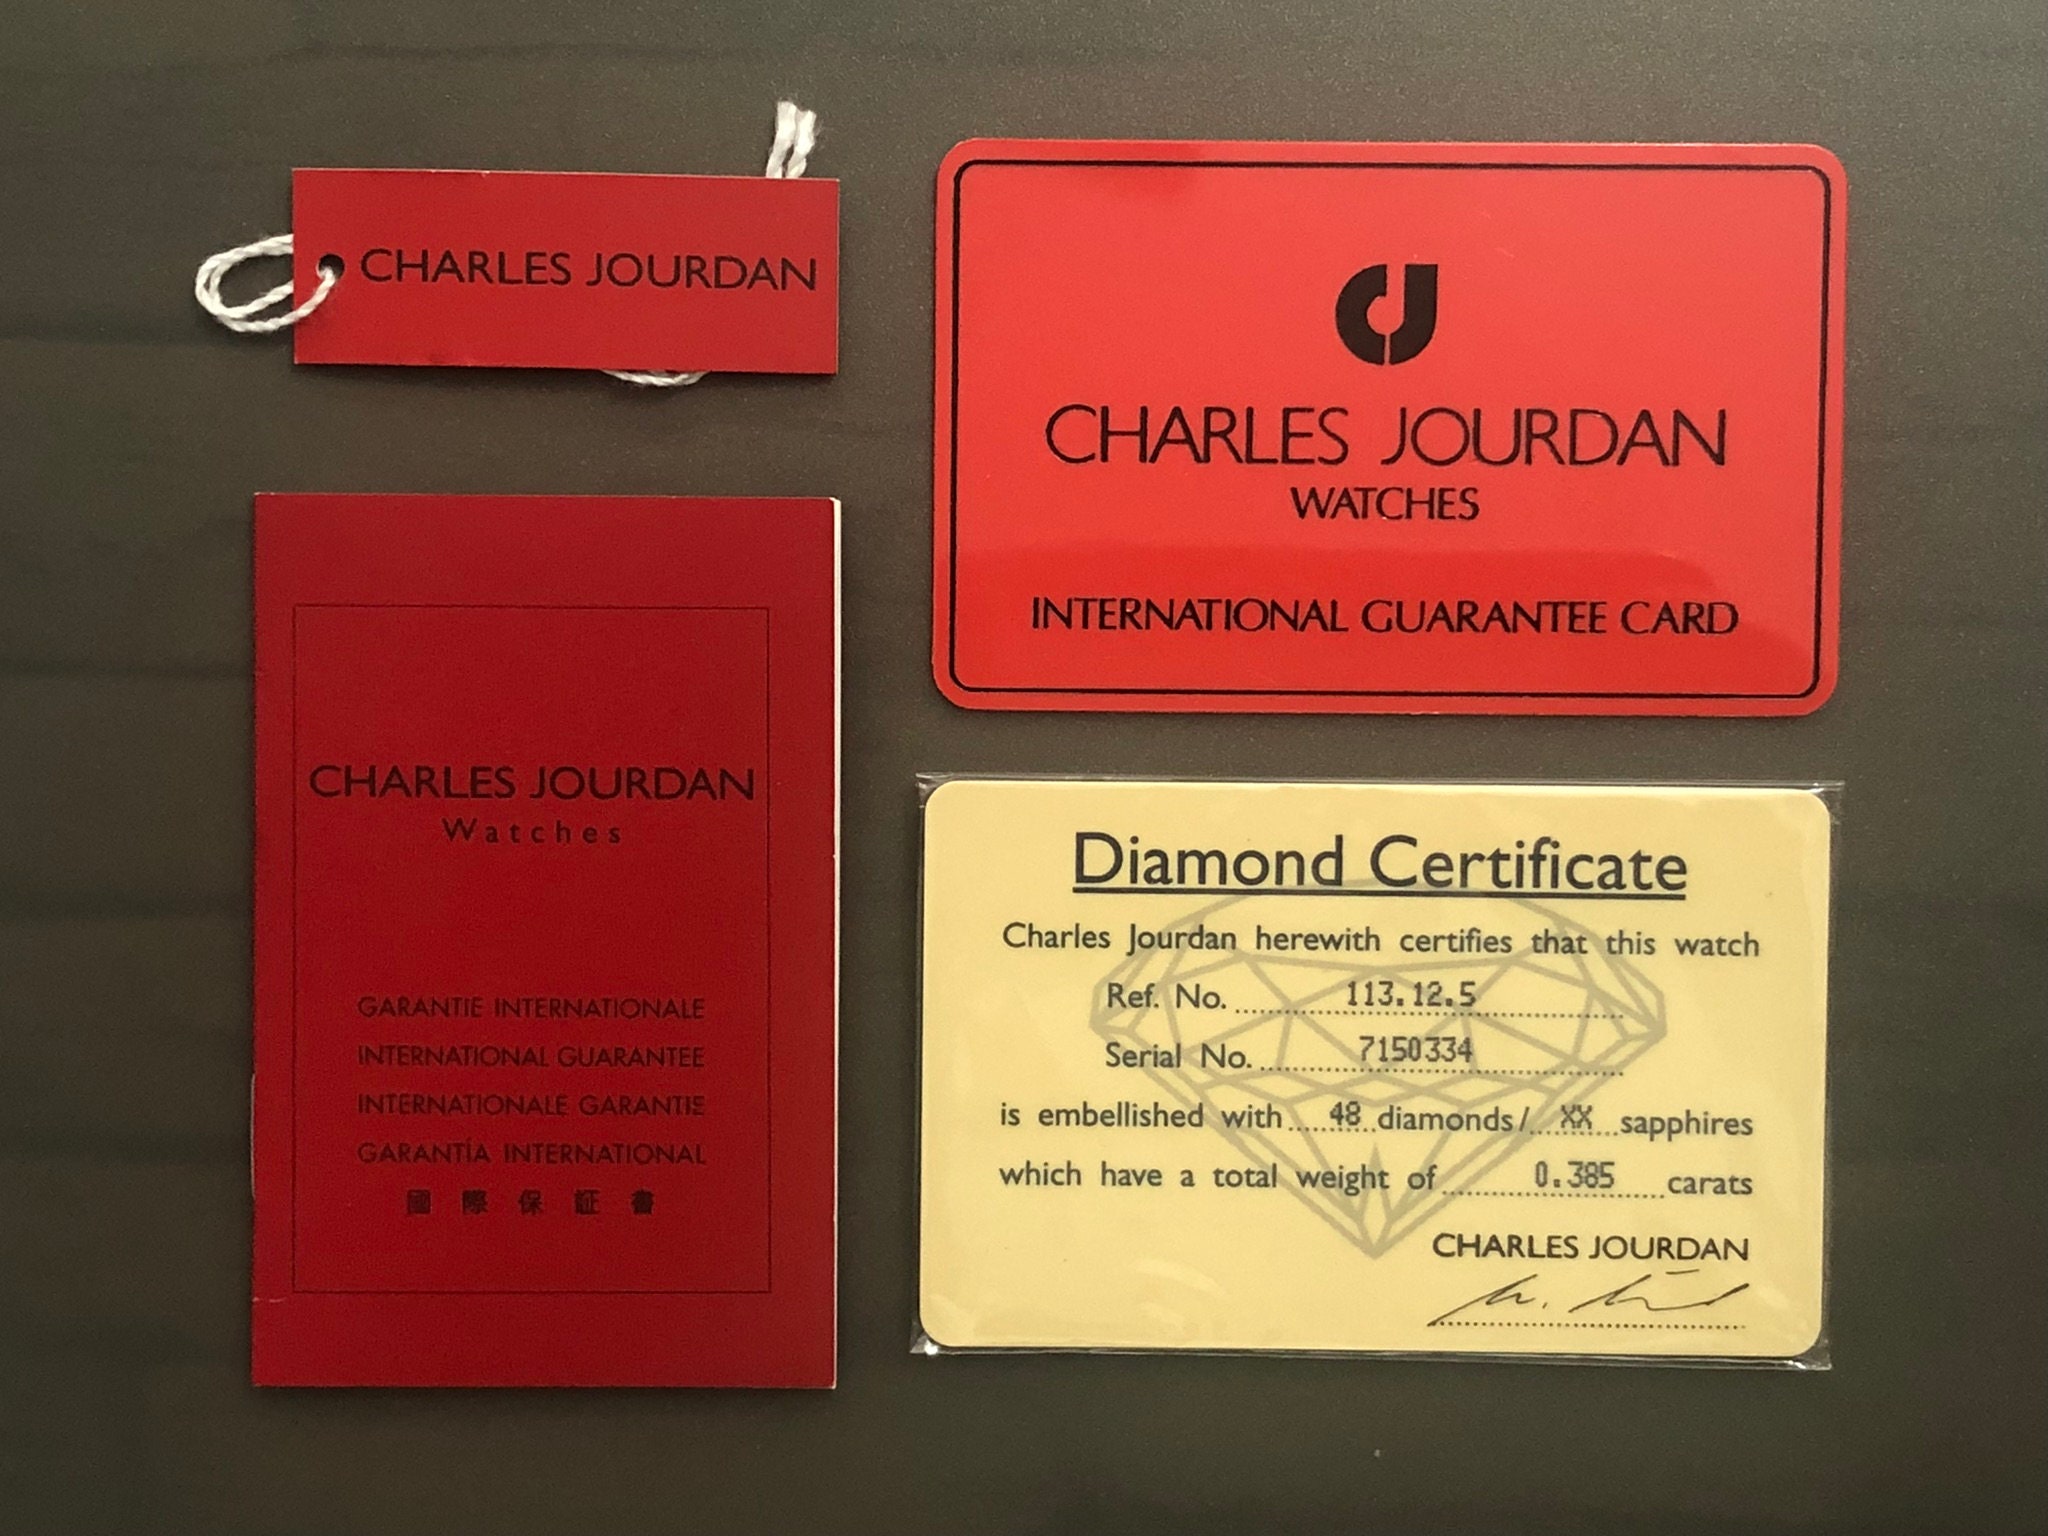 CHARLES JOURDAN
CJ
CHARLES JOURDAN
WATCHES
INTERNATIONAL GUARANTEE CARD
CHARLES JOURDAN
Watches
GARANTIE INTERNATIONALE
INTERNATIONAL GUARANTEE
INTERNATIONALE GARANTIE
GARANTÍA INTERNATIONAL
國際保証書
Diamond Certificate
Charles Jourdan herewith certifies that this watch
Ref. No. 113.12.5
Serial No. 7150334
is embellished with 48 diamonds/ XX sapphires
which have a total weight of 0.385 carats
CHARLES JOURDAN